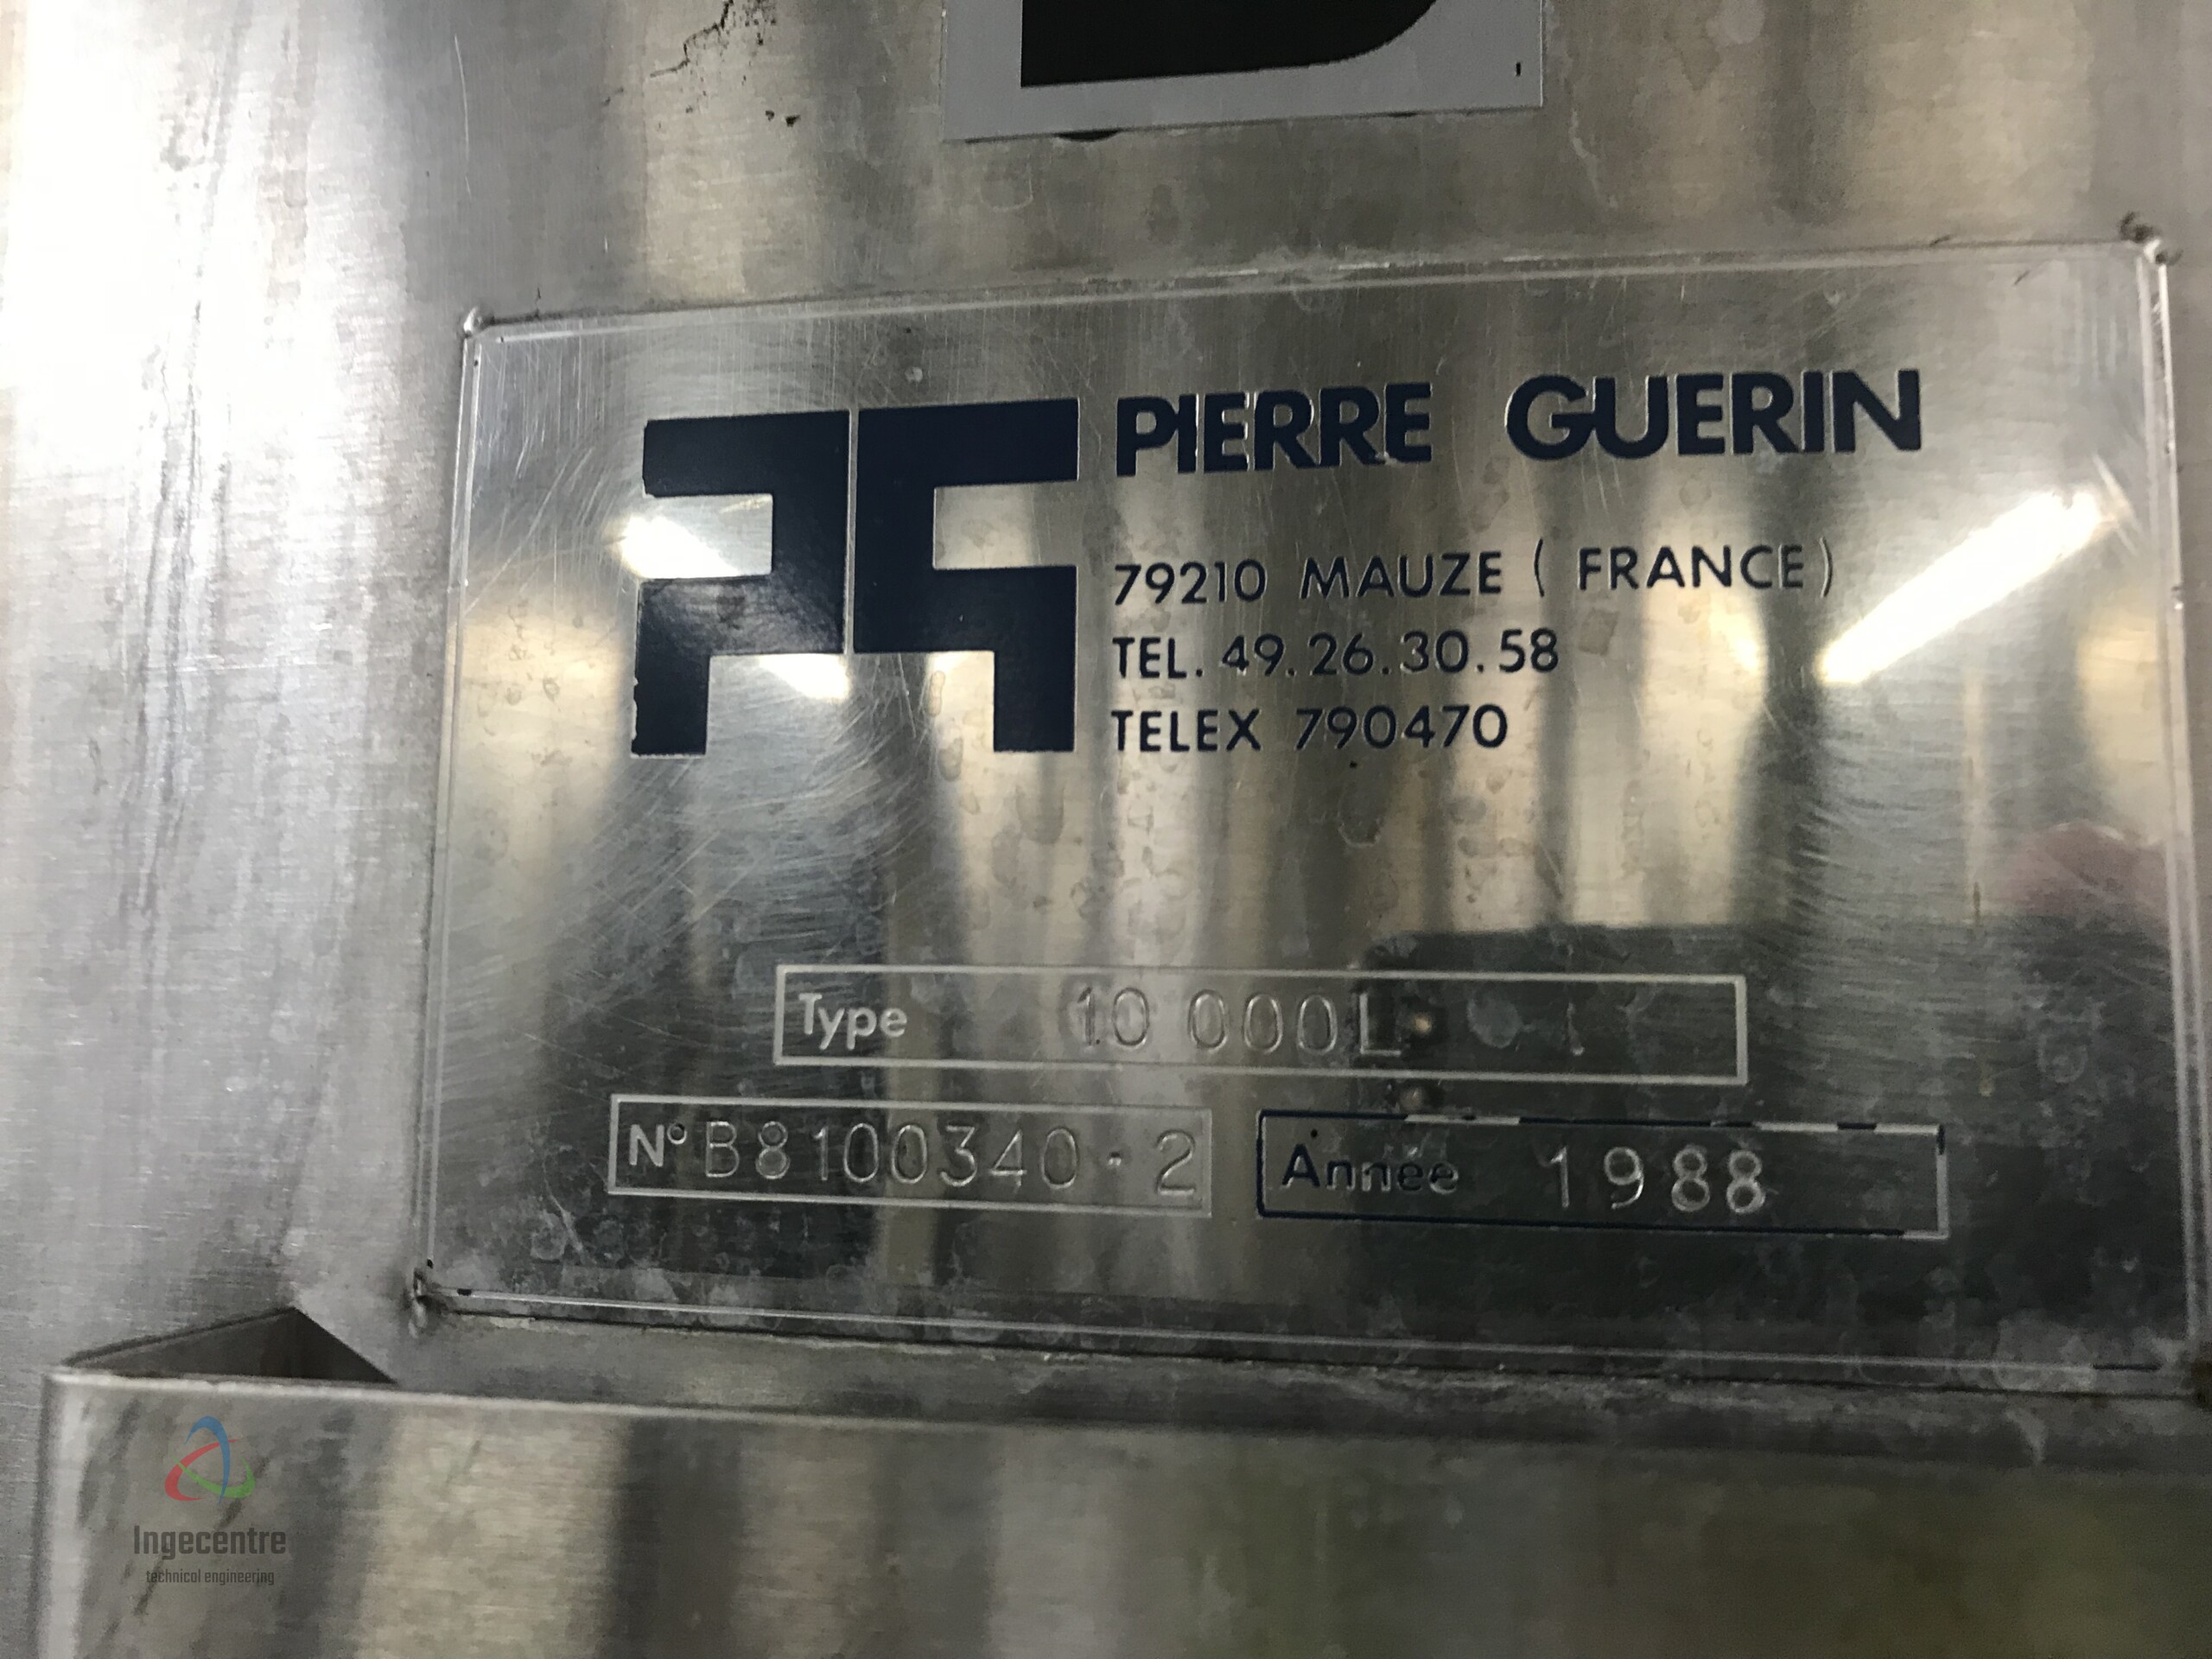 PIERRE GUERIN
79210 MAUZE ( FRANCE )
TEL. 49.26.30.58
TELEX 790470
Type 10 000L
N° B8100340-2
Année 1988
Ingecentre
technical engineering